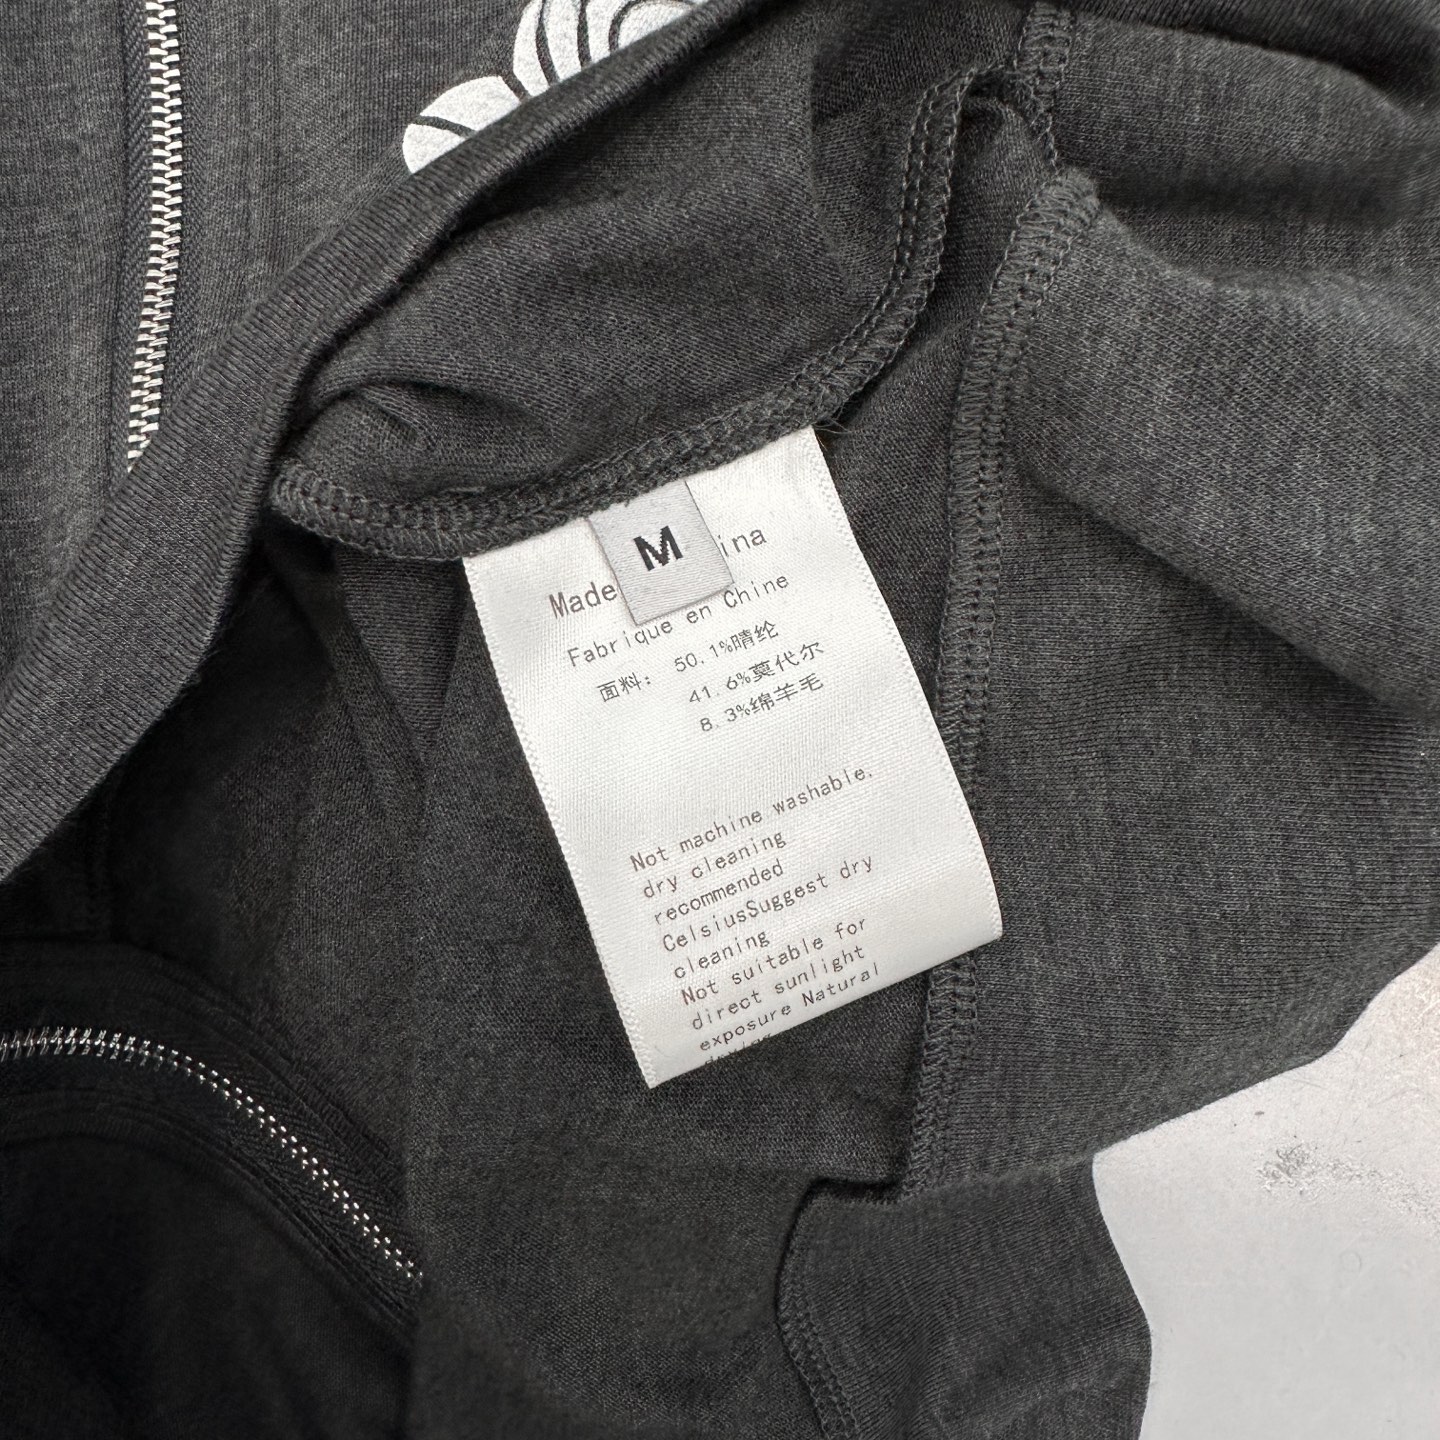 M
Made ina
Fabrique en Chine
面料: 50.1%晴纶
41.6%莫代尔
8.3%绵羊毛
Not machine washable.
dry cleaning
recommended
CelsiusSuggest dry
cleaning
Not suitable for
direct sunlight
exposure Natural